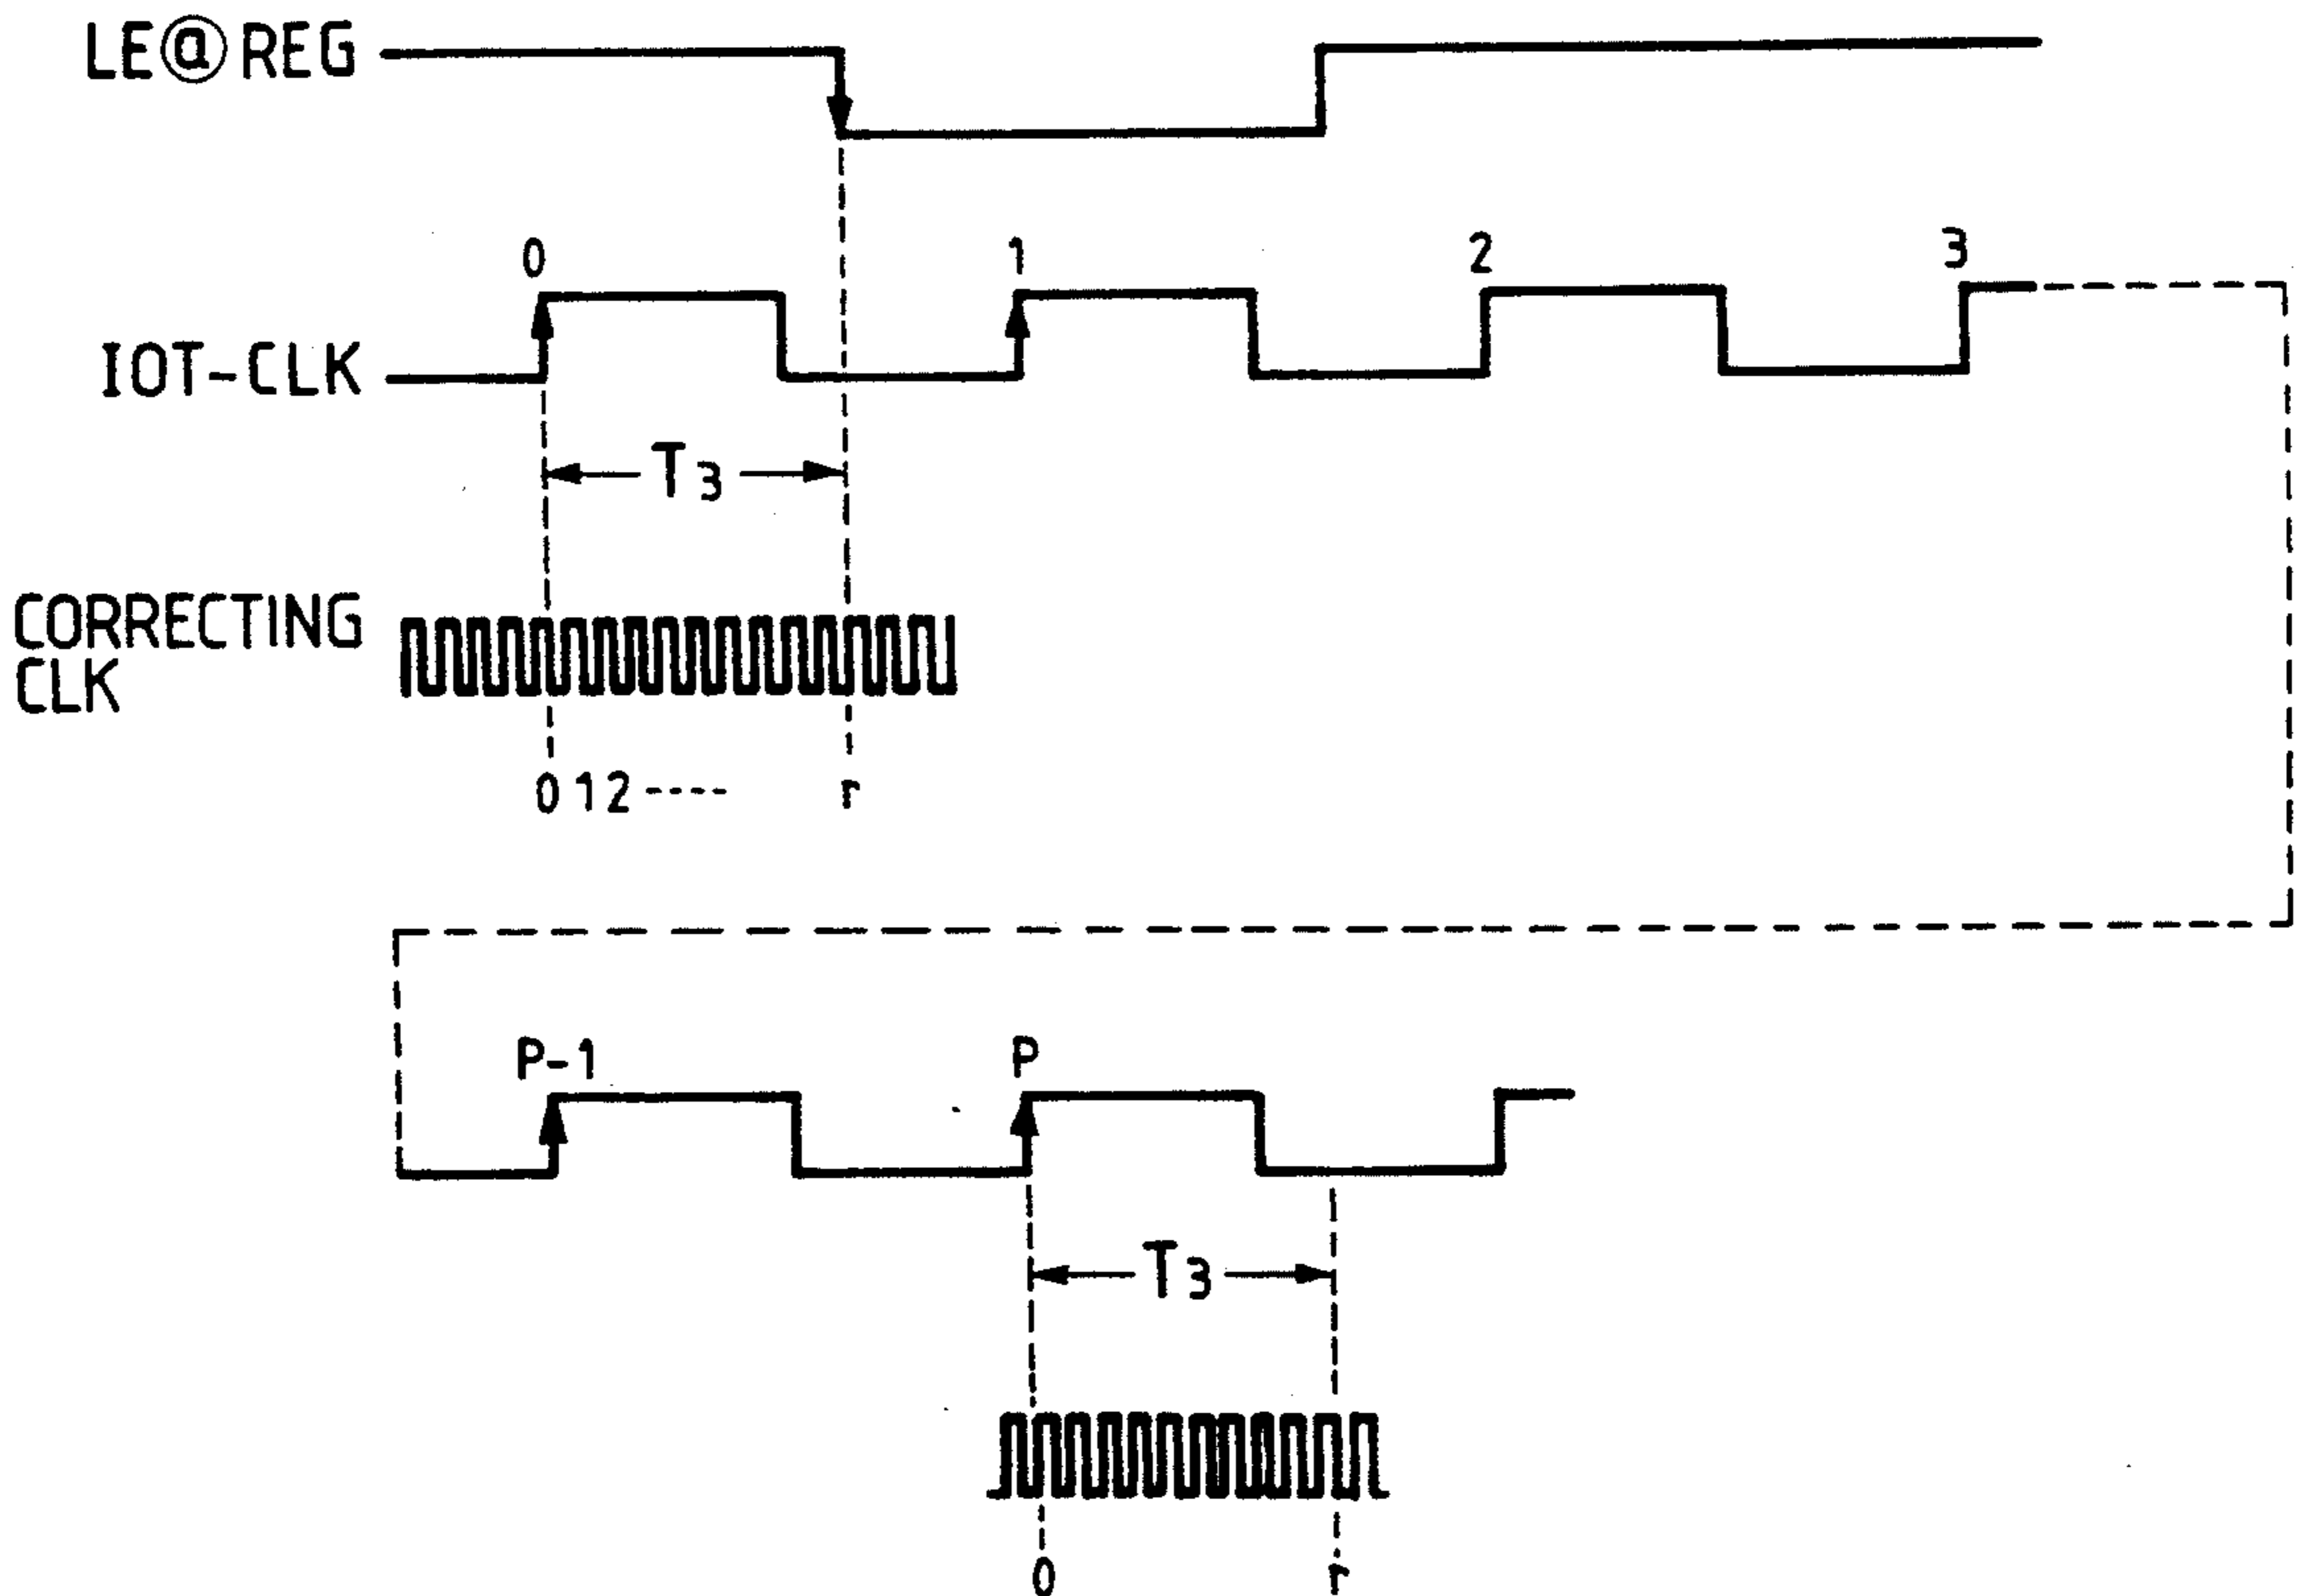 LE@REG
0 1 2 3
IOT-CLK
T3
CORRECTING
CLK
0 1 2 ---- r
P-1 P
T3
0 r